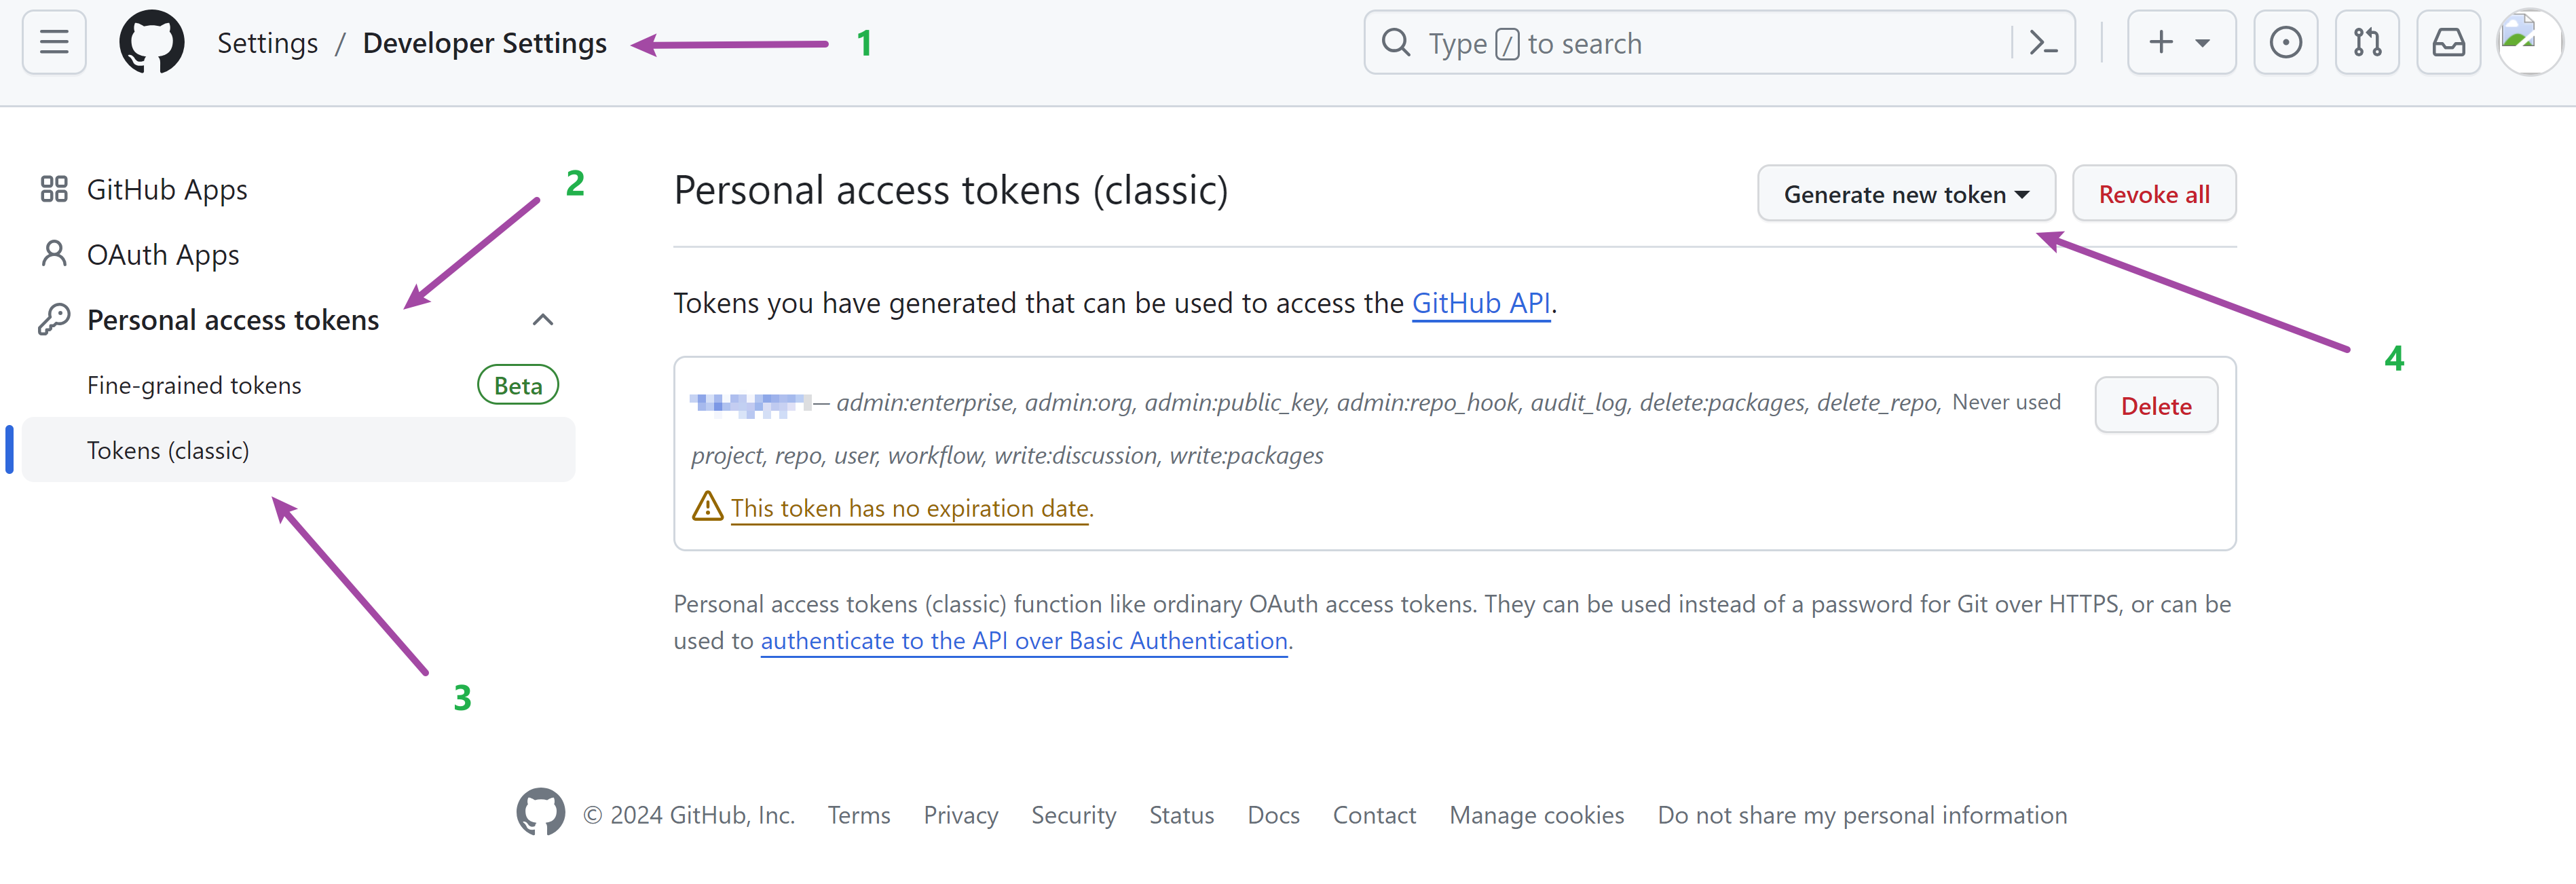 Settings / Developer Settings 1 Type / to search
2
GitHub Apps
OAuth Apps
Personal access tokens
Fine-grained tokens Beta
Tokens (classic)
3
Personal access tokens (classic) Generate new token Revoke all
4
Tokens you have generated that can be used to access the GitHub API.
— admin:enterprise, admin:org, admin:public_key, admin:repo_hook, audit_log, delete:packages, delete_repo, Never used Delete
project, repo, user, workflow, write:discussion, write:packages
This token has no expiration date.
Personal access tokens (classic) function like ordinary OAuth access tokens. They can be used instead of a password for Git over HTTPS, or can be
used to authenticate to the API over Basic Authentication.
© 2024 GitHub, Inc. Terms Privacy Security Status Docs Contact Manage cookies Do not share my personal information